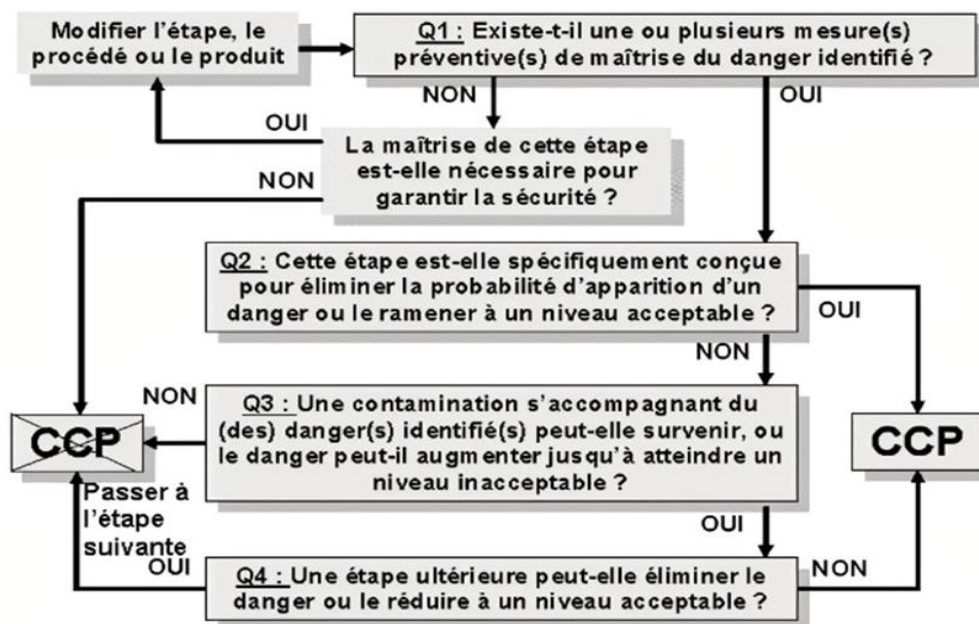 Modifier l'étape, le
procédé ou le produit
Q1 : Existe-t-il une ou plusieurs mesure(s)
préventive(s) de maîtrise du danger identifié ?
NON
OUI
OUI
La maîtrise de cette étape
est-elle nécessaire pour
garantir la sécurité ?
NON
Q2 : Cette étape est-elle spécifiquement conçue
pour éliminer la probabilité d'apparition d'un
danger ou le ramener à un niveau acceptable ?
OUI
NON
NON
Q3 : Une contamination s'accompagnant du
(des) danger(s) identifié(s) peut-elle survenir, ou
le danger peut-il augmenter jusqu'à atteindre un
niveau inacceptable ?
CCP
CCP
Passer à
l'étape
suivante
OUI
OUI
Q4 : Une étape ultérieure peut-elle éliminer le
danger ou le réduire à un niveau acceptable ?
NON